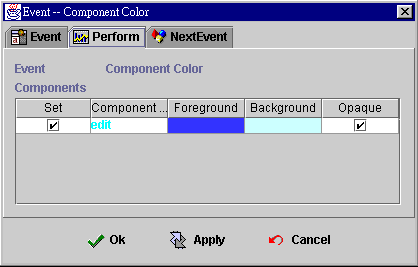 Event -- Component Color
Event Perform NextEvent
Event Component Color
Components
Set Component ... Foreground Background Opaque
edit
Ok Apply Cancel